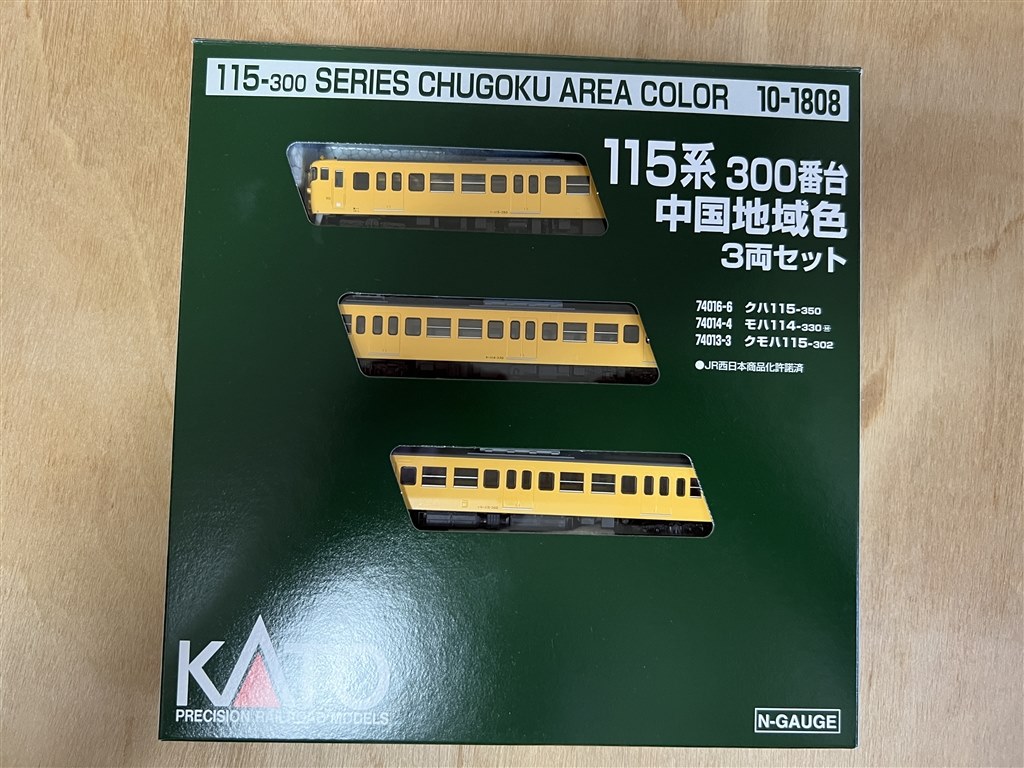 115-300 SERIES CHUGOKU AREA COLOR 10-1808
115系 300番台
中国地域色
3両セット
74016-6 クハ115-350
74014-4 モハ114-330Ⓜ
74013-3 クモハ115-302
●JR西日本商品化許諾済
KATO
PRECISION RAILROAD MODELS
N-GAUGE